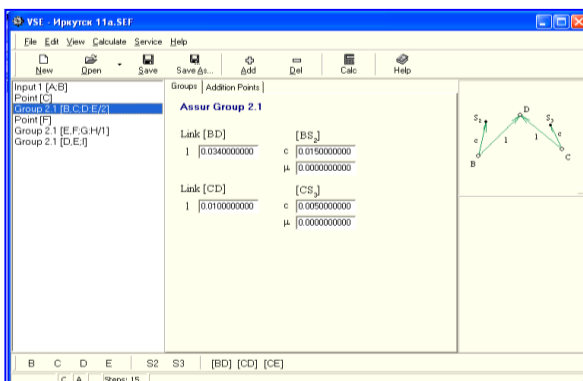 VSE - Иркутск 11a.SEF
File Edit View Calculate Service Help
New Open Save Save As... Add Del Calc Help
Input 1 [A;B]
Point [C]
Group 2.1 [B,C;D:E/2]
Point [F]
Group 2.1 [E,F;G:H/1]
Group 2.1 [D,E;I]
Groups Addition Points
Assur Group 2.1
Link [BD] [BS2]
l 0.0340000000 c 0.0150000000
μ 0.0000000000
Link [CD] [CS3]
l 0.0100000000 c 0.0050000000
μ 0.0000000000
D
S2 S3
c l l c
B C
B C D E S2 S3 [BD] [CD] [CE]
C A Steps: 15